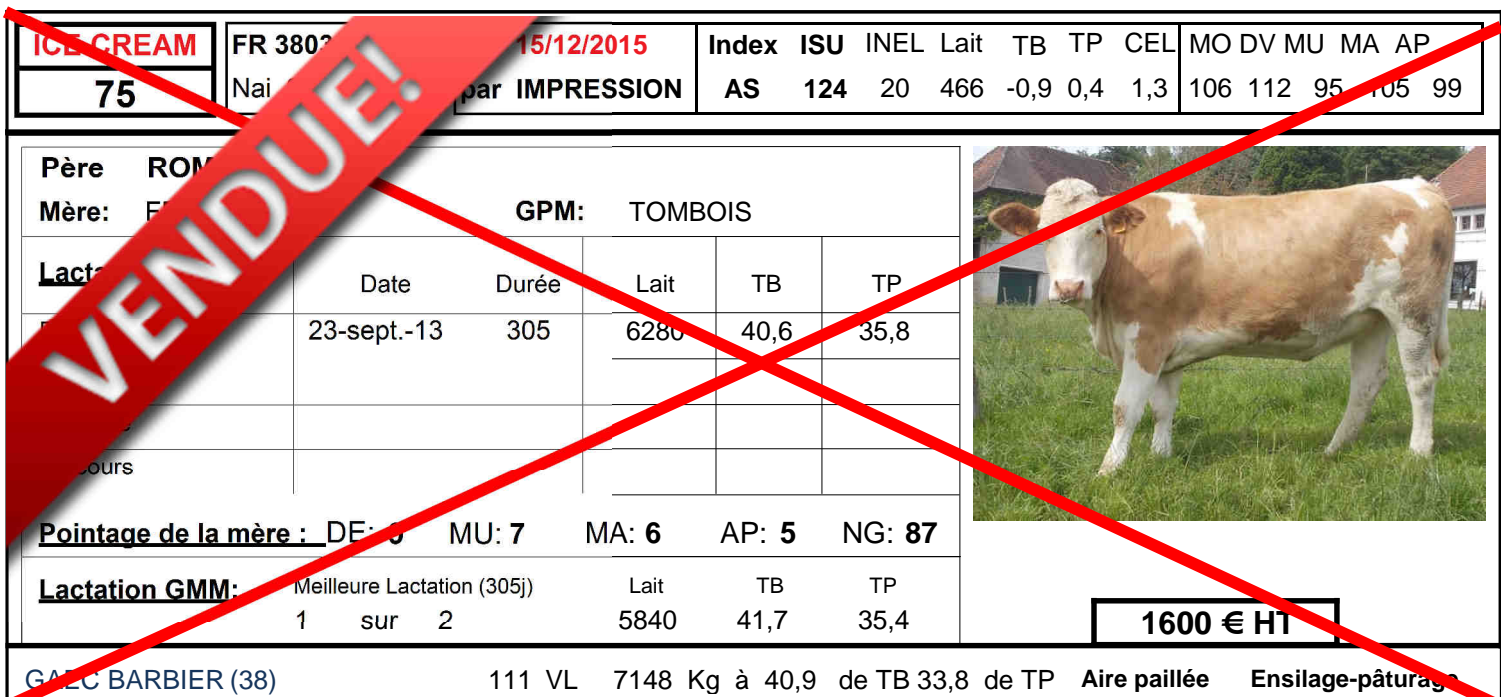 ICE CREAM FR 3803 15/12/2015 Index ISU INEL Lait TB TP CEL MO DV MU MA AP
75 Nai par IMPRESSION AS 124 20 466 -0,9 0,4 1,3 106 112 95 105 99
VENDUE!
Père ROM
Mère: GPM: TOMBOIS
Lacta Date Durée Lait TB TP
23-sept.-13 305 6280 40,6 35,8
cours
Pointage de la mère : DE: MU: 7 MA: 6 AP: 5 NG: 87
Lactation GMM: Meilleure Lactation (305j) Lait TB TP
1 sur 2 5840 41,7 35,4
1600 € HT
GAEC BARBIER (38) 111 VL 7148 Kg à 40,9 de TB 33,8 de TP Aire paillée Ensilage-pâturage